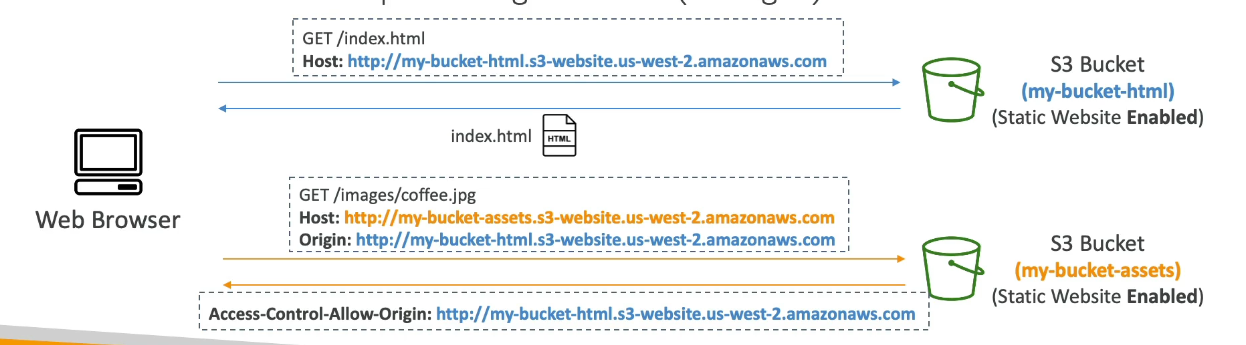 GET /index.html
Host: http://my-bucket-html.s3-website.us-west-2.amazonaws.com
S3 Bucket
(my-bucket-html)
(Static Website Enabled)
index.html
HTML
Web Browser
GET /images/coffee.jpg
Host: http://my-bucket-assets.s3-website.us-west-2.amazonaws.com
Origin: http://my-bucket-html.s3-website.us-west-2.amazonaws.com
S3 Bucket
(my-bucket-assets)
(Static Website Enabled)
Access-Control-Allow-Origin: http://my-bucket-html.s3-website.us-west-2.amazonaws.com